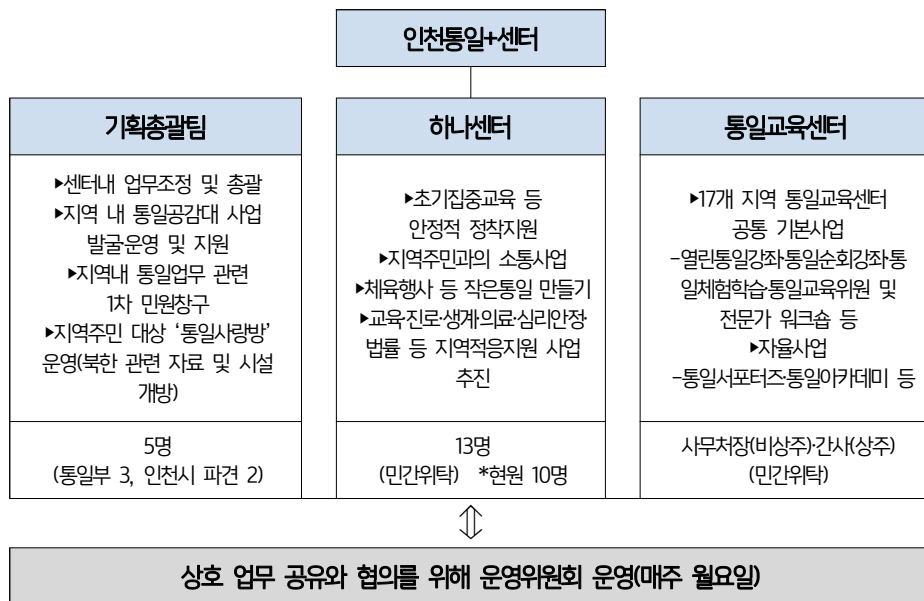 인천통일+센터
기획총괄팀
▶센터내 업무조정 및 총괄
▶지역 내 통일공감대 사업
발굴·운영 및 지원
▶지역내 통일업무 관련
1차 민원창구
▶지역주민 대상 ‘통일사랑방’
운영(북한 관련 자료 및 시설
개방)
5명
(통일부 3, 인천시 파견 2)
하나센터
▶초기집중교육 등
안정적 정착지원
▶지역주민과의 소통사업
▶체육행사 등 작은통일 만들기
▶교육·진로·생계·의료·심리안정·
법률 등 지역적응지원 사업
추진
13명
(민간위탁) *현원 10명
통일교육센터
▶17개 지역 통일교육센터
공통 기본사업
-열린통일강좌·통일순회강좌·통
일체험학습·통일교육위원 및
전문가 워크숍 등
▶자율사업
-통일서포터즈·통일아카데미 등
사무처장(비상주)·간사(상주)
(민간위탁)
상호 업무 공유와 협의를 위해 운영위원회 운영(매주 월요일)